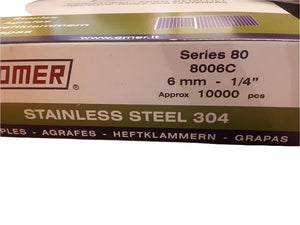 www.omer.it
OMER®
Series 80
8006C
6 mm - 1/4"
Approx 10000 pcs
STAINLESS STEEL 304
PLES - AGRAFES - HEFTKLAMMERN - GRAPAS